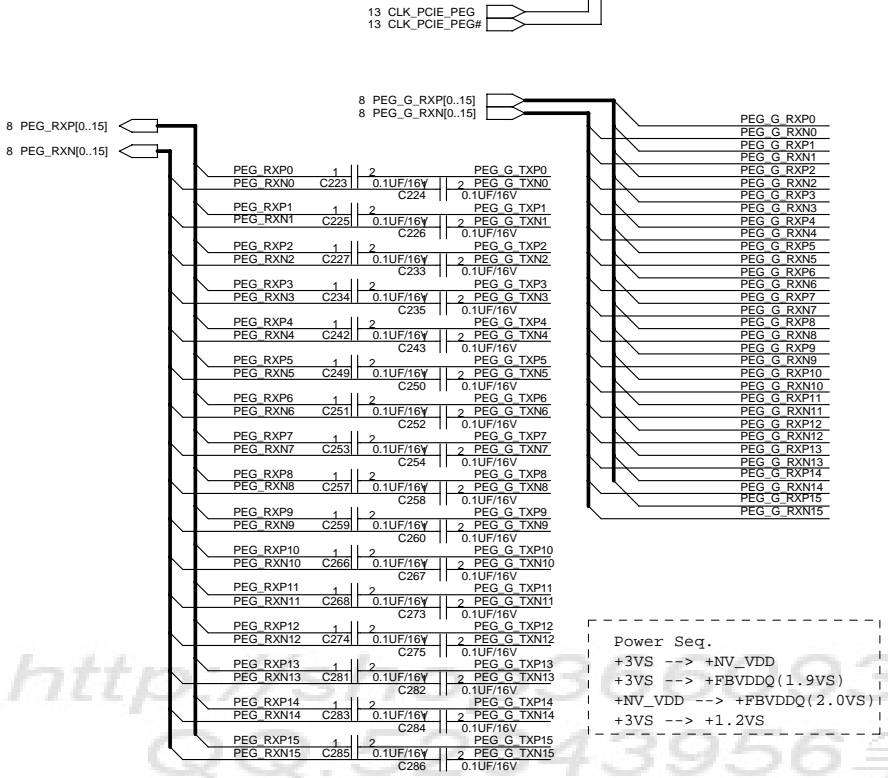 13 CLK_PCIE_PEG
13 CLK_PCIE_PEG#
8 PEG_G_RXP[0..15]
8 PEG_G_RXN[0..15]
8 PEG_RXP[0..15]
8 PEG_RXN[0..15]
PEG_RXP0 1 2 PEG_G_TXP0
PEG_RXN0 C223 0.1UF/16V 1 2 PEG_G_TXN0
C224 0.1UF/16V
PEG_RXP1 1 2 PEG_G_TXP1
PEG_RXN1 C225 0.1UF/16V 1 2 PEG_G_TXN1
C226 0.1UF/16V
PEG_RXP2 1 2 PEG_G_TXP2
PEG_RXN2 C227 0.1UF/16V 1 2 PEG_G_TXN2
C233 0.1UF/16V
PEG_RXP3 1 2 PEG_G_TXP3
PEG_RXN3 C234 0.1UF/16V 1 2 PEG_G_TXN3
C235 0.1UF/16V
PEG_RXP4 1 2 PEG_G_TXP4
PEG_RXN4 C242 0.1UF/16V 1 2 PEG_G_TXN4
C243 0.1UF/16V
PEG_RXP5 1 2 PEG_G_TXP5
PEG_RXN5 C249 0.1UF/16V 1 2 PEG_G_TXN5
C250 0.1UF/16V
PEG_RXP6 1 2 PEG_G_TXP6
PEG_RXN6 C251 0.1UF/16V 1 2 PEG_G_TXN6
C252 0.1UF/16V
PEG_RXP7 1 2 PEG_G_TXP7
PEG_RXN7 C253 0.1UF/16V 1 2 PEG_G_TXN7
C254 0.1UF/16V
PEG_RXP8 1 2 PEG_G_TXP8
PEG_RXN8 C257 0.1UF/16V 1 2 PEG_G_TXN8
C258 0.1UF/16V
PEG_RXP9 1 2 PEG_G_TXP9
PEG_RXN9 C259 0.1UF/16V 1 2 PEG_G_TXN9
C260 0.1UF/16V
PEG_RXP10 1 2 PEG_G_TXP10
PEG_RXN10 C266 0.1UF/16V 1 2 PEG_G_TXN10
C267 0.1UF/16V
PEG_RXP11 1 2 PEG_G_TXP11
PEG_RXN11 C268 0.1UF/16V 1 2 PEG_G_TXN11
C273 0.1UF/16V
PEG_RXP12 1 2 PEG_G_TXP12
PEG_RXN12 C274 0.1UF/16V 1 2 PEG_G_TXN12
C275 0.1UF/16V
PEG_RXP13 1 2 PEG_G_TXP13
PEG_RXN13 C281 0.1UF/16V 1 2 PEG_G_TXN13
C282 0.1UF/16V
PEG_RXP14 1 2 PEG_G_TXP14
PEG_RXN14 C283 0.1UF/16V 1 2 PEG_G_TXN14
C284 0.1UF/16V
PEG_RXP15 1 2 PEG_G_TXP15
PEG_RXN15 C285 0.1UF/16V 1 2 PEG_G_TXN15
C286 0.1UF/16V
PEG_G_RXP0
PEG_G_RXN0
PEG_G_RXP1
PEG_G_RXN1
PEG_G_RXP2
PEG_G_RXN2
PEG_G_RXP3
PEG_G_RXN3
PEG_G_RXP4
PEG_G_RXN4
PEG_G_RXP5
PEG_G_RXN5
PEG_G_RXP6
PEG_G_RXN6
PEG_G_RXP7
PEG_G_RXN7
PEG_G_RXP8
PEG_G_RXN8
PEG_G_RXP9
PEG_G_RXN9
PEG_G_RXP10
PEG_G_RXN10
PEG_G_RXP11
PEG_G_RXN11
PEG_G_RXP12
PEG_G_RXN12
PEG_G_RXP13
PEG_G_RXN13
PEG_G_RXP14
PEG_G_RXN14
PEG_G_RXP15
PEG_G_RXN15
Power Seq.
+3VS --> +NV_VDD
+3VS --> +FBVDDQ(1.9VS)
+NV_VDD --> +FBVDDQ(2.0VS)
+3VS --> +1.2VS